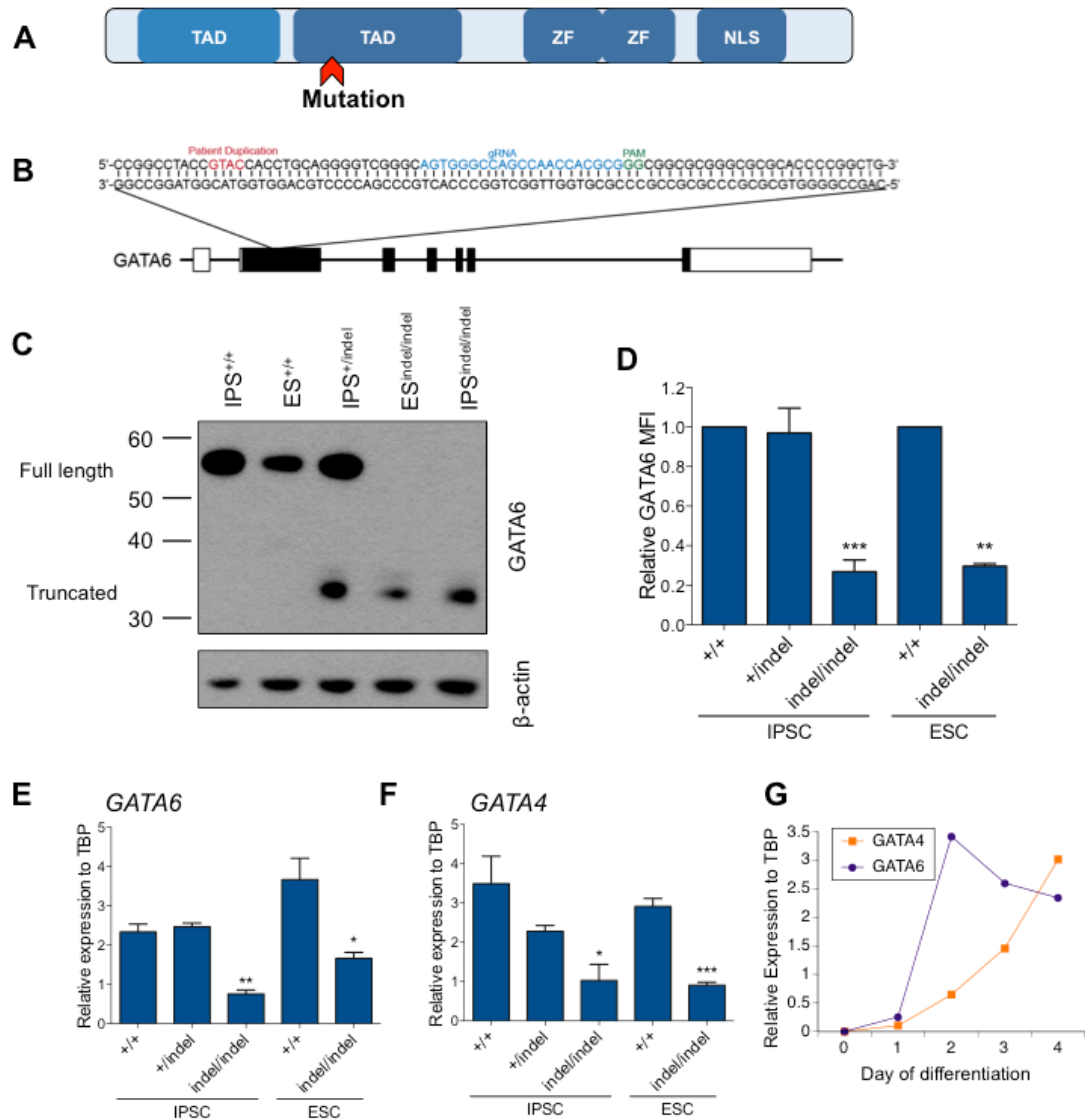 A
TAD
TAD
ZF
ZF
NLS
Mutation
B
Patient Duplication
gRNA
PAM
5'-CCGGCCTACCGTACCACCTGCAGGGGTCGGGCAGTGGGCCAGCCAACCACGCGGGCGGCGCGGGCGCGCACCCCGGCTG-3'
3'-GGCCGGATGGCATGGTGGACGTCCCCAGCCCGTCACCCGGTCGGTTGGTGCGCCCGCCGCGCCCGCGCGTGGGGCCGAC-5'
GATA6
C
IPS+/+
ES+/+
IPS+/indel
ESindel/indel
IPSindel/indel
60
Full length
50
40
Truncated
30
GATA6
β-actin
D
Relative GATA6 MFI
1.2
1.0
0.8
0.6
0.4
0.2
0.0
***
**
+/+
+/indel
indel/indel
+/+
indel/indel
IPSC
ESC
E
GATA6
Relative expression to TBP
5
4
3
2
1
0
**
*
+/+
+/indel
indel/indel
+/+
indel/indel
IPSC
ESC
F
GATA4
Relative expression to TBP
5
4
3
2
1
0
*
***
+/+
+/indel
indel/indel
+/+
indel/indel
IPSC
ESC
G
Relative Expression to TBP
3.5
3
2.5
2
1.5
1
0.5
0
GATA4
GATA6
0 1 2 3 4
Day of differentiation